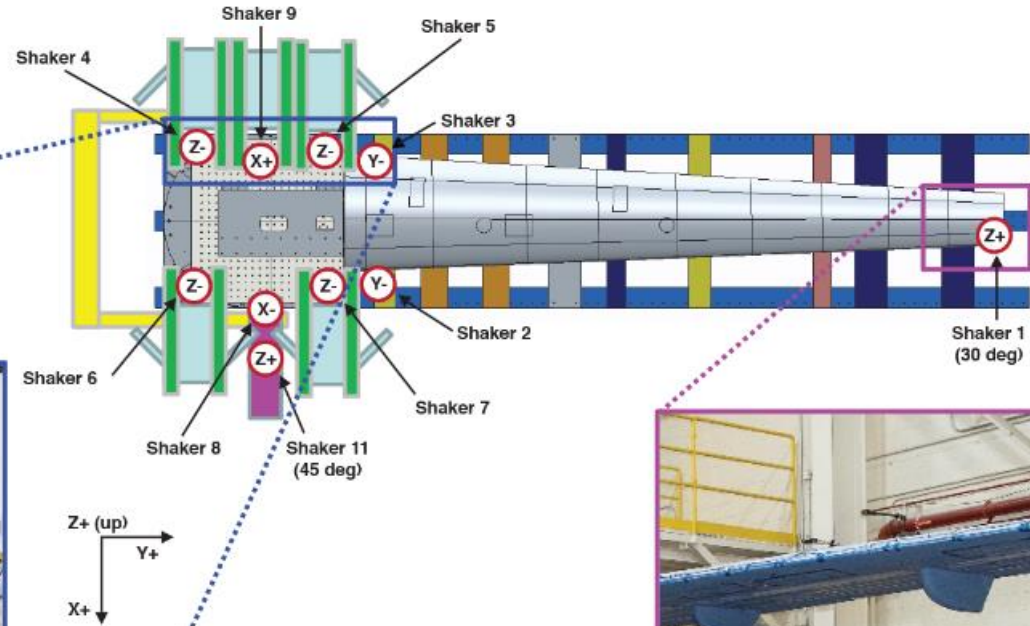 Shaker 9
Shaker 5
Shaker 4
Shaker 3
Z-
X+
Z-
Y-
Z+
Z-
X-
Z-
Y-
Shaker 2
Shaker 1
(30 deg)
Z+
Shaker 6
Shaker 7
Shaker 8
Shaker 11
(45 deg)
Z+ (up)
Y+
X+